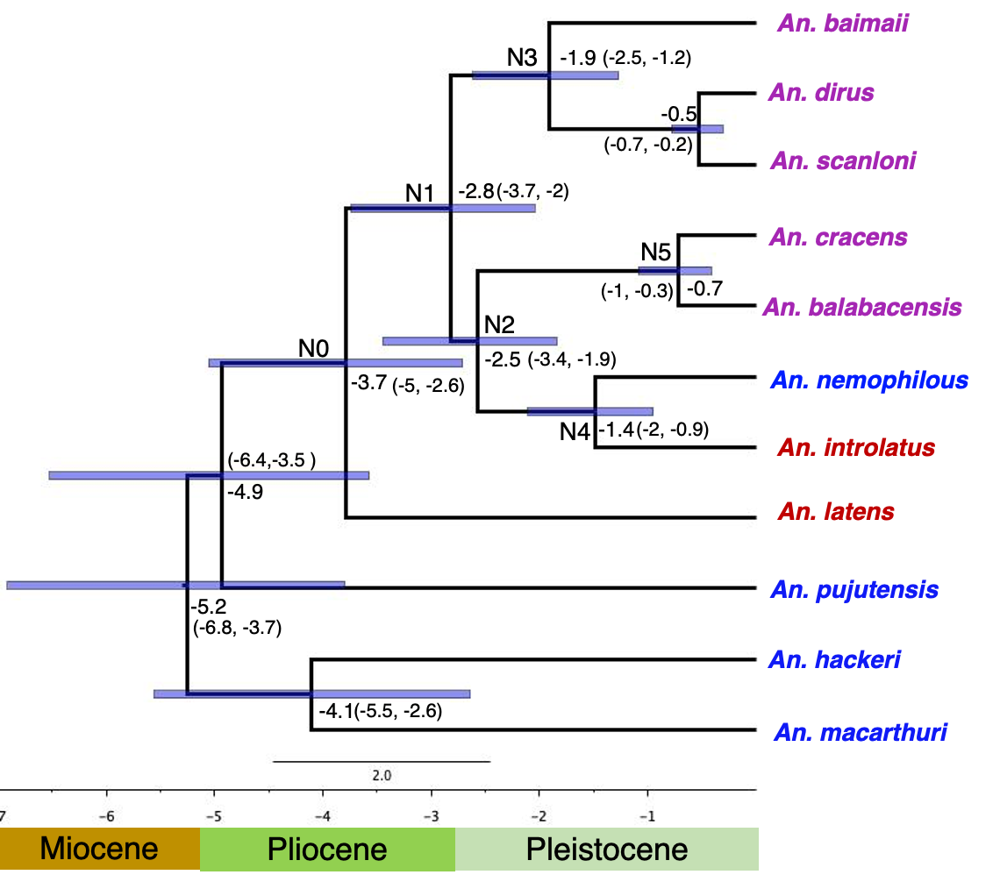 An. baimaii
N3
-1.9 (-2.5, -1.2)
An. dirus
-0.5
(-0.7, -0.2)
An. scanloni
N1
-2.8(-3.7, -2)
An. cracens
N5
(-1, -0.3)
-0.7
An. balabacensis
N2
-2.5 (-3.4, -1.9)
N0
-3.7 (-5, -2.6)
An. nemophilous
N4
-1.4(-2, -0.9)
An. introlatus
(-6.4,-3.5 )
-4.9
An. latens
An. pujutensis
-5.2
(-6.8, -3.7)
An. hackeri
-4.1(-5.5, -2.6)
An. macarthuri
2.0
7 -6 -5 -4 -3 -2 -1
Miocene Pliocene Pleistocene